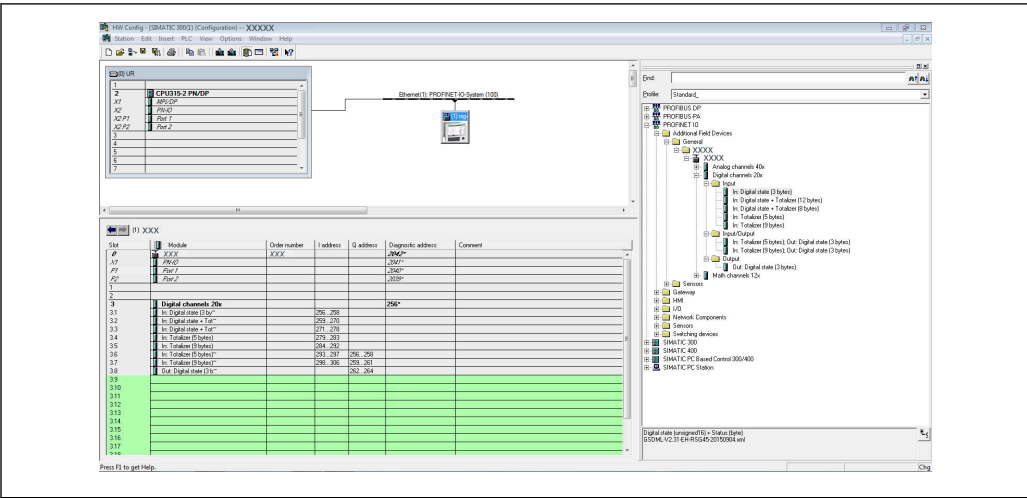 HW Config - [SIMATIC 300(1) (Configuration) -- XXXXX]
Station Edit Insert PLC View Options Window Help
(0) UR
1
2 CPU315-2 PN/DP
X1 MPI/DP
X2 PN-IO
X2 P1 Port 1
X2 P2 Port 2
3
4
5
6
7
Ethernet(1): PROFINET-IO-System (100)
(1) XXX
Slot Module Order number I address Q address Diagnostic address: Comment
0 XXX XXX 2042*
X1 PN-IO 2041*
P1 Port 1 2040*
P2 Port 2 2039*
1
2
3 Digital channels 20x 256*
3.1 In: Digital state (3 by~ 256...258
3.2 In: Digital state + Tot~ 259...270
3.3 In: Digital state + Tot~ 271...278
3.4 In: Totalizer (5 bytes) 279...283
3.5 In: Totalizer (9 bytes) 284...292
3.6 In: Totalizer (5 bytes)~ 293...297 256...258
3.7 In: Totalizer (9 bytes)~ 298...306 259...261
3.8 Out: Digital state (3 b~ 262...264
3.9
3.10
3.11
3.12
3.13
3.14
3.15
3.16
3.17
Find:
Profile: Standard_
PROFIBUS DP
PROFIBUS-PA
PROFINET IO
Additional Field Devices
General
XXXX
XXXX
Analog channels 40x
Digital channels 20x
Input
In: Digital state (3 bytes)
In: Digital state + Totalizer (12 bytes)
In: Digital state + Totalizer (8 bytes)
In: Totalizer (5 bytes)
In: Totalizer (9 bytes)
Input/Output
In: Totalizer (5 bytes); Out: Digital state (3 bytes)
In: Totalizer (9 bytes); Out: Digital state (3 bytes)
Output
Out: Digital state (3 bytes)
Math channels 12x
Sensors
Gateway
HMI
I/O
Network Components
Sensors
Switching devices
SIMATIC 300
SIMATIC 400
SIMATIC PC Based Control 300/400
SIMATIC PC Station
Digital state (unsigned16) + Status (byte)
GSDML-V2.31-EH-RSG45-20150904.xml
Press F1 to get Help.
Chg